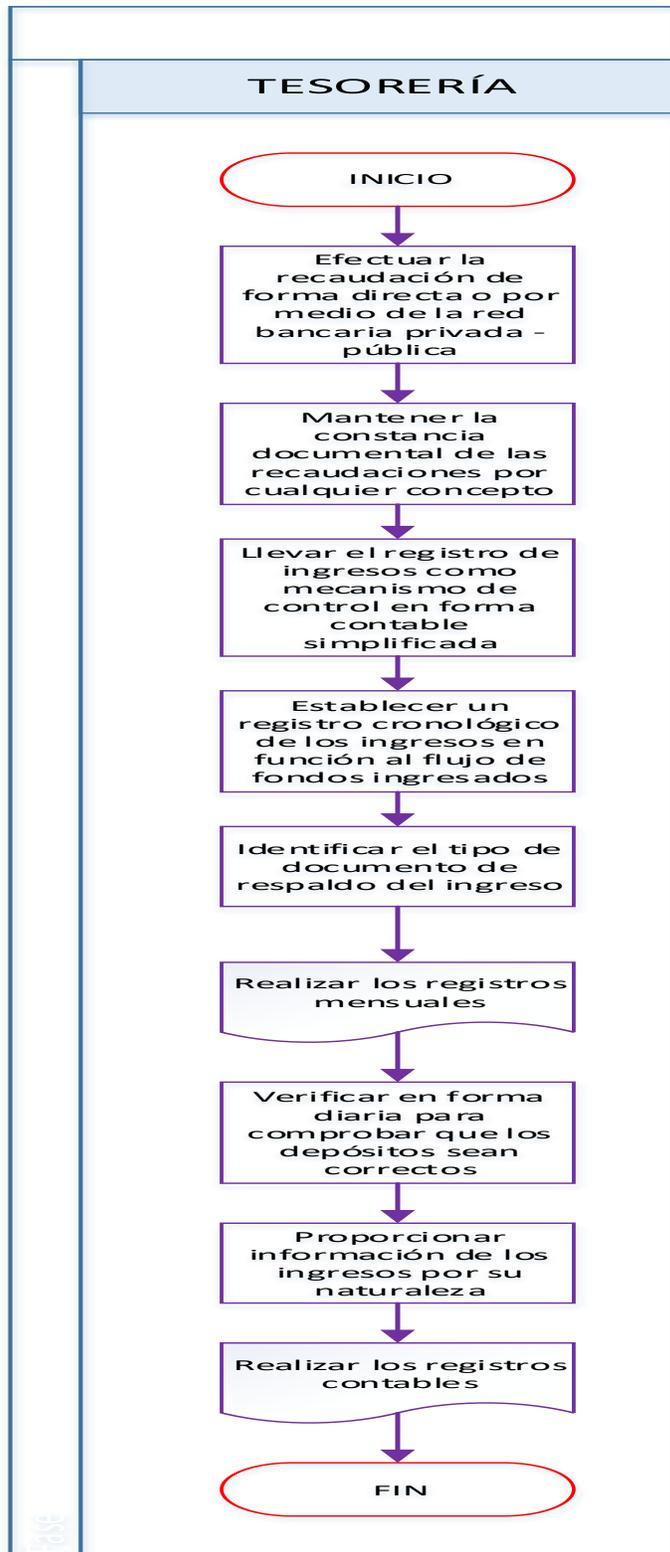 TESORERÍA
INICIO
Efectuar la
recaudación de
forma directa o por
medio de la red
bancaria privada -
pública
Mantener la
constancia
documental de las
recaudaciones por
cualquier concepto
Llevar el registro de
ingresos como
mecanismo de
control en forma
contable
simplificada
Establecer un
registro cronológico
de los ingresos en
función al flujo de
fondos ingresados
Identificar el tipo de
documento de
respaldo del ingreso
Realizar los registros
mensuales
Verificar en forma
diaria para
comprobar que los
depósitos sean
correctos
Proporcionar
información de los
ingresos por su
naturaleza
Realizar los registros
contables
FIN
Fase